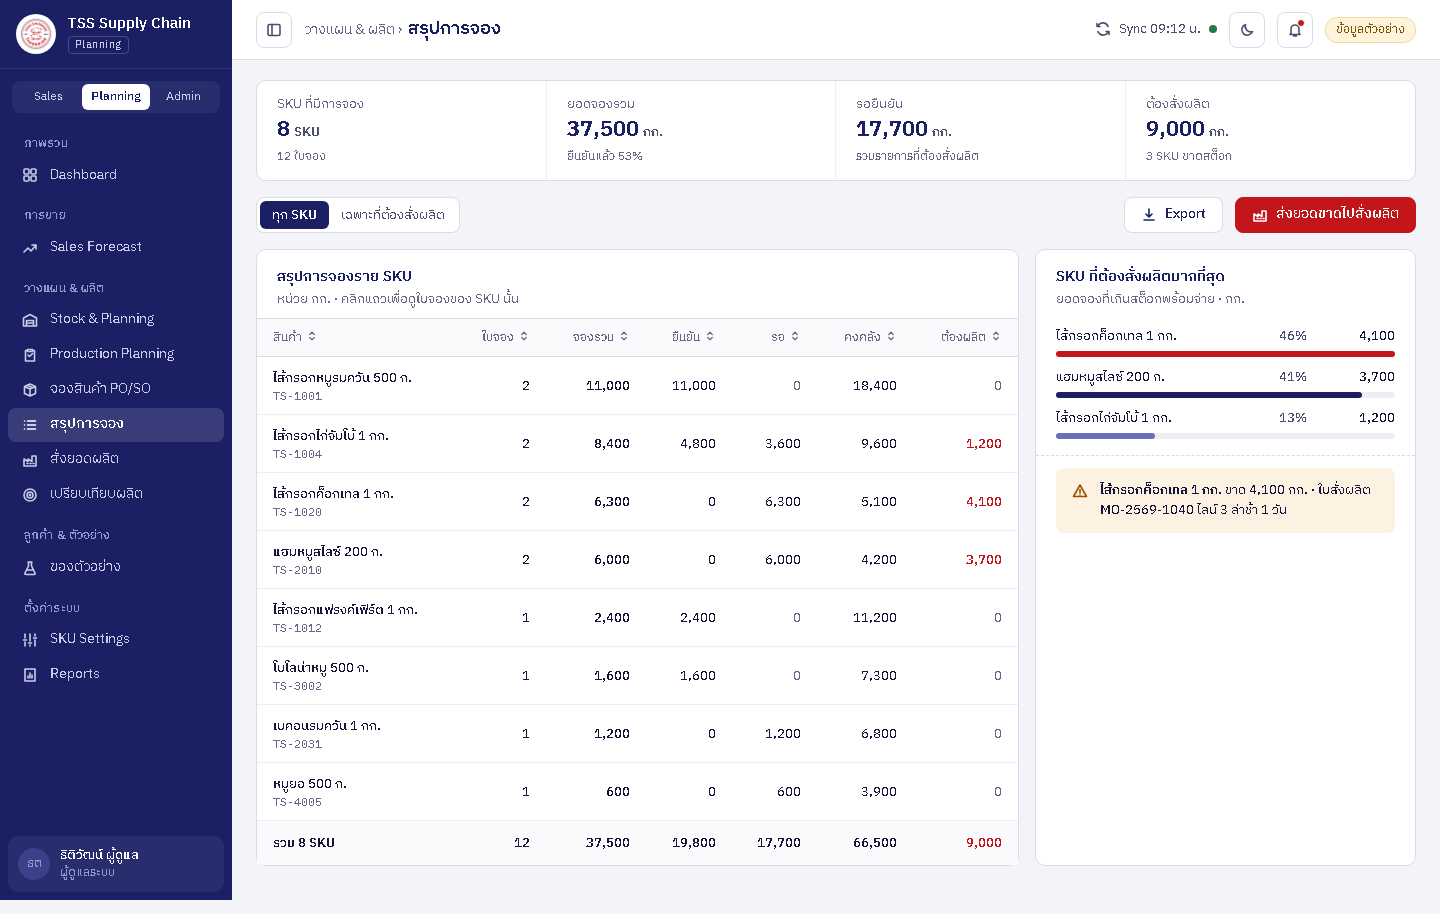 TSS Supply Chain
Planning
Sales Planning Admin
ภาพรวม
Dashboard
การขาย
Sales Forecast
วางแผน & ผลิต
Stock & Planning
Production Planning
จองสินค้า PO/SO
สรุปการจอง
สั่งยอดผลิต
เปรียบเทียบผลิต
ลูกค้า & ตัวอย่าง
ของตัวอย่าง
ตั้งค่าระบบ
SKU Settings
Reports
ธต
ธิติวัฒน์ ผู้ดูแล
ผู้ดูแลระบบ
วางแผน & ผลิต › สรุปการจอง
Sync 09:12 น.
ข้อมูลตัวอย่าง
SKU ที่มีการจอง
8 SKU
12 ใบจอง
ยอดจองรวม
37,500 กก.
ยืนยันแล้ว 53%
รอยืนยัน
17,700 กก.
รวมรายการที่ต้องสั่งผลิต
ต้องสั่งผลิต
9,000 กก.
3 SKU ขาดสต็อก
ทุก SKU เฉพาะที่ต้องสั่งผลิต
Export
ส่งยอดขาดไปสั่งผลิต
สรุปการจองราย SKU
หน่วย กก. · คลิกแถวเพื่อดูใบจองของ SKU นั้น
สินค้า ใบจอง จองรวม ยืนยัน รอ คงคลัง ต้องผลิต
ไส้กรอกหมูรมควัน 500 ก. 2 11,000 11,000 0 18,400 0
TS-1001
ไส้กรอกไก่จัมโบ้ 1 กก. 2 8,400 4,800 3,600 9,600 1,200
TS-1004
ไส้กรอกค็อกเทล 1 กก. 2 6,300 0 6,300 5,100 4,100
TS-1020
แฮมหมูสไลซ์ 200 ก. 2 6,000 0 6,000 4,200 3,700
TS-2010
ไส้กรอกแฟรงค์เฟิร์ต 1 กก. 1 2,400 2,400 0 11,200 0
TS-1012
โบโลน่าหมู 500 ก. 1 1,600 1,600 0 7,300 0
TS-3002
เบคอนรมควัน 1 กก. 1 1,200 0 1,200 6,800 0
TS-2031
หมูยอ 500 ก. 1 600 0 600 3,900 0
TS-4005
รวม 8 SKU 12 37,500 19,800 17,700 66,500 9,000
SKU ที่ต้องสั่งผลิตมากที่สุด
ยอดจองที่เกินสต็อกพร้อมจ่าย · กก.
ไส้กรอกค็อกเทล 1 กก. 46% 4,100
แฮมหมูสไลซ์ 200 ก. 41% 3,700
ไส้กรอกไก่จัมโบ้ 1 กก. 13% 1,200
ไส้กรอกค็อกเทล 1 กก. ขาด 4,100 กก. · ใบสั่งผลิต
MO-2569-1040 ไลน์ 3 ล่าช้า 1 วัน